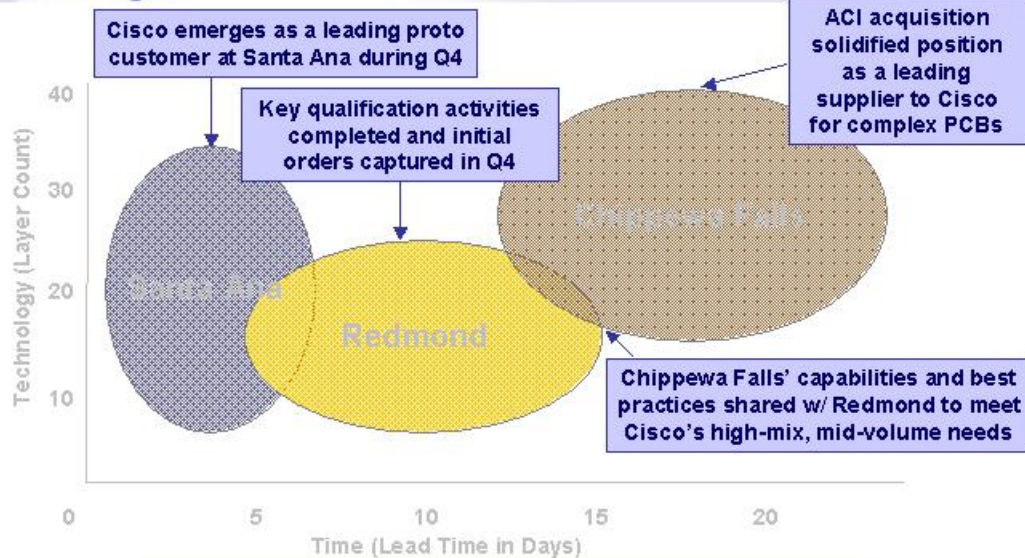 Cisco emerges as a leading proto
customer at Santa Ana during Q4
Key qualification activities
completed and initial
orders captured in Q4
ACI acquisition
solidified position
as a leading
supplier to Cisco
for complex PCBs
Technology (Layer Count)
40
30
20
10
Santa Ana
Redmond
Chippewa Falls
Chippewa Falls' capabilities and best
practices shared w/ Redmond to meet
Cisco's high-mix, mid-volume needs
0
5
10
15
20
Time (Lead Time in Days)